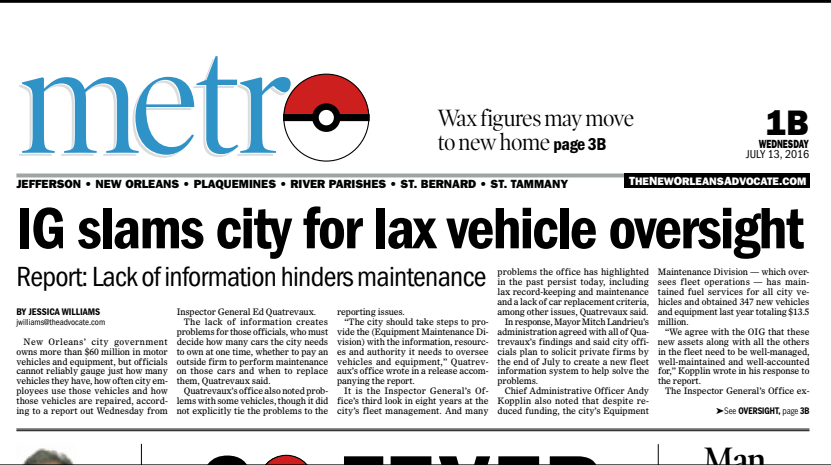 metro
Wax figures may move
to new home page 3B
1B
WEDNESDAY
JULY 13, 2016
JEFFERSON • NEW ORLEANS • PLAQUEMINES • RIVER PARISHES • ST. BERNARD • ST. TAMMANY
THENEWORLEANSADVOCATE.COM
IG slams city for lax vehicle oversight
Report: Lack of information hinders maintenance
BY JESSICA WILLIAMS
jwilliams@theadvocate.com
New Orleans’ city government
owns more than $60 million in motor
vehicles and equipment, but officials
cannot reliably gauge just how many
vehicles they have, how often city em-
ployees use those vehicles and how
those vehicles are repaired, accord-
ing to a report out Wednesday from
Inspector General Ed Quatrevaux.
The lack of information creates
problems for those officials, who must
decide how many cars the city needs
to own at one time, whether to pay an
outside firm to perform maintenance
on those cars and when to replace
them, Quatrevaux said.
Quatrevaux’s office also noted prob-
lems with some vehicles, though it did
not explicitly tie the problems to the
reporting issues.
“The city should take steps to pro-
vide the (Equipment Maintenance Di-
vision) with the information, resourc-
es and authority it needs to oversee
vehicles and equipment,” Quatrev-
aux’s office wrote in a release accom-
panying the report.
It is the Inspector General’s Of-
fice’s third look in eight years at the
city’s fleet management. And many
problems the office has highlighted
in the past persist today, including
lax record-keeping and maintenance
and a lack of car replacement criteria,
among other issues, Quatrevaux said.
In response, Mayor Mitch Landrieu’s
administration agreed with all of Qua-
trevaux’s findings and said city offi-
cials plan to solicit private firms by
the end of July to create a new fleet
information system to help solve the
problems.
Chief Administrative Officer Andy
Kopplin also noted that despite re-
duced funding, the city’s Equipment
Maintenance Division — which over-
sees fleet operations — has main-
tained fuel services for all city ve-
hicles and obtained 347 new vehicles
and equipment last year totaling $13.5
million.
“We agree with the OIG that these
new assets along with all the others
in the fleet need to be well-managed,
well-maintained and well-accounted
for,” Kopplin wrote in his response to
the report.
The Inspector General’s Office ex-
➤See OVERSIGHT, page 3B
Man